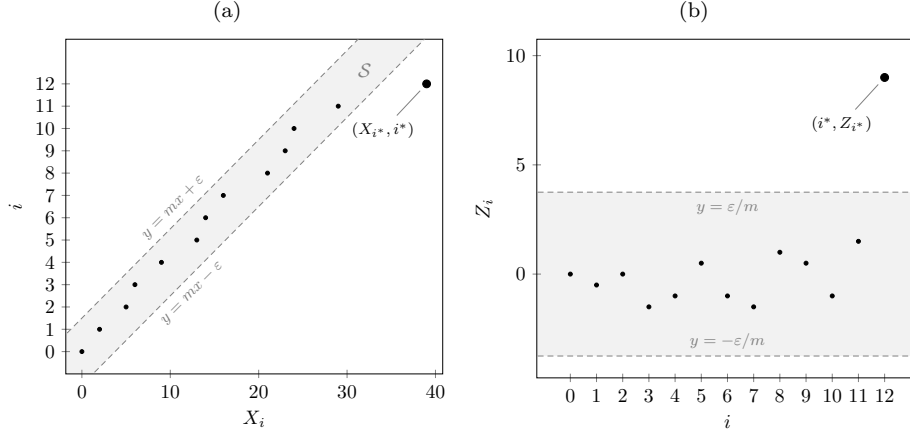 (a)
12
11
10
9
8
7
6
5
4
3
2
1
0
i
𝒮
y = mx + ε
y = mx − ε
(X_{i*}, i*)
0 10 20 30 40
X_i
(b)
10
5
0
Z_i
(i*, Z_{i*})
y = ε/m
y = −ε/m
0 1 2 3 4 5 6 7 8 9 10 11 12
i